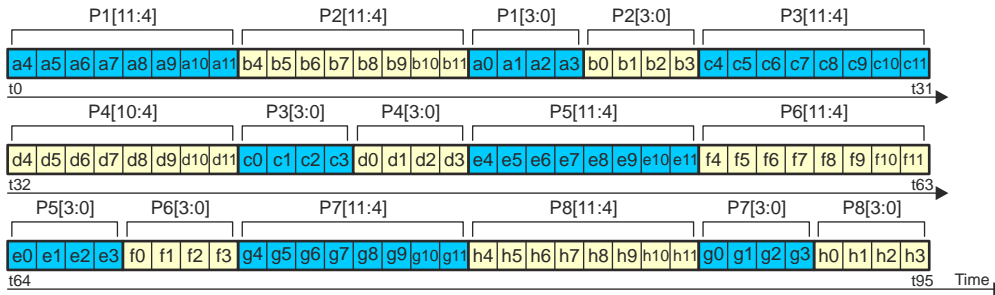 P1[11:4] P2[11:4] P1[3:0] P2[3:0] P3[11:4]
a4 a5 a6 a7 a8 a9 a10 a11 b4 b5 b6 b7 b8 b9 b10 b11 a0 a1 a2 a3 b0 b1 b2 b3 c4 c5 c6 c7 c8 c9 c10 c11
t0 t31
P4[10:4] P3[3:0] P4[3:0] P5[11:4] P6[11:4]
d4 d5 d6 d7 d8 d9 d10 d11 c0 c1 c2 c3 d0 d1 d2 d3 e4 e5 e6 e7 e8 e9 e10 e11 f4 f5 f6 f7 f8 f9 f10 f11
t32 t63
P5[3:0] P6[3:0] P7[11:4] P8[11:4] P7[3:0] P8[3:0]
e0 e1 e2 e3 f0 f1 f2 f3 g4 g5 g6 g7 g8 g9 g10 g11 h4 h5 h6 h7 h8 h9 h10 h11 g0 g1 g2 g3 h0 h1 h2 h3
t64 t95 Time